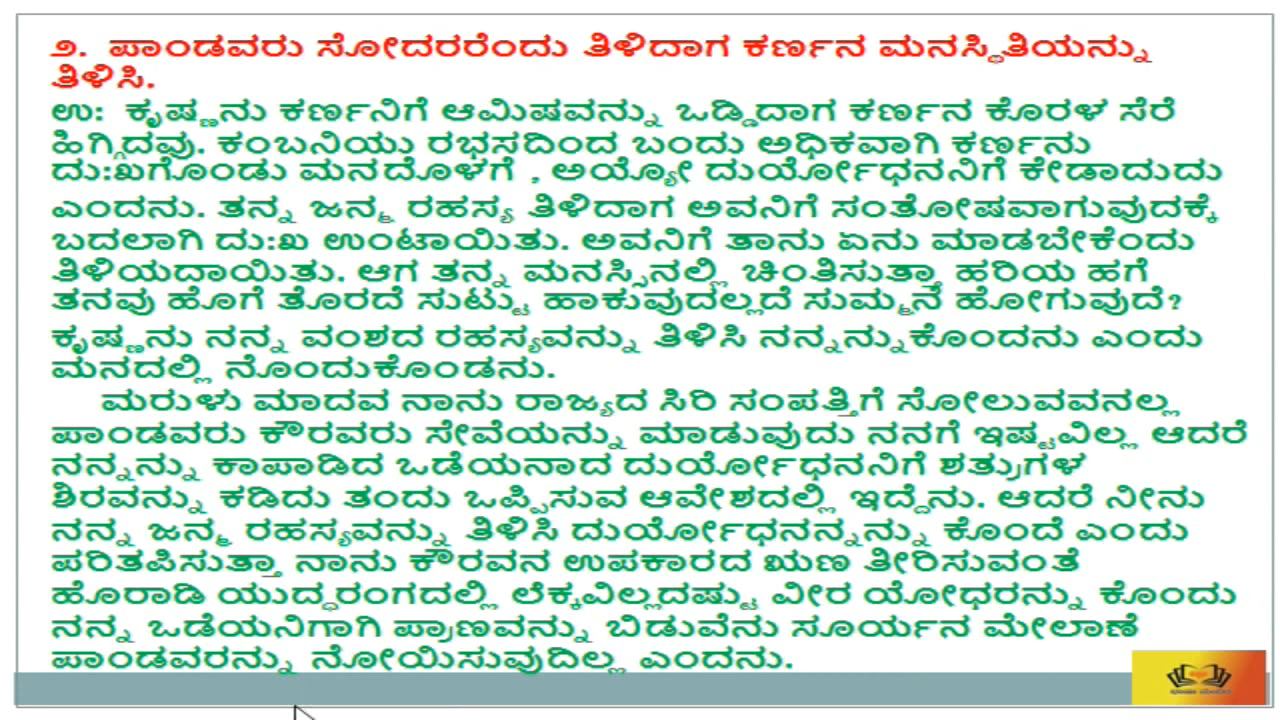 ೨. ಪಾಂಡವರು ಸೋದರರೆಂದು ತಿಳಿದಾಗ ಕರ್ಣನ ಮನಸ್ಥಿತಿಯನ್ನು
ತಿಳಿಸಿ.
ಉ: ಕೃಷ್ಣನು ಕರ್ಣನಿಗೆ ಆಮಿಷವನ್ನು ಒಡ್ಡಿದಾಗ ಕರ್ಣನ ಕೊರಳ ಸೆರೆ
ಹಿಗ್ಗಿದವು. ಕಂಬನಿಯು ರಭಸದಿಂದ ಬಂದು ಅಧಿಕವಾಗಿ ಕರ್ಣನು
ದು:ಖಗೊಂಡು ಮನದೊಳಗೆ , ಅಯ್ಯೋ ದುರ್ಯೋಧನನಿಗೆ ಕೇಡಾದುದು
ಎಂದನು. ತನ್ನ ಜನ್ಮ ರಹಸ್ಯ ತಿಳಿದಾಗ ಅವನಿಗೆ ಸಂತೋಷವಾಗುವುದಕ್ಕೆ
ಬದಲಾಗಿ ದು:ಖ ಉಂಟಾಯಿತು. ಅವನಿಗೆ ತಾನು ಏನು ಮಾಡಬೇಕೆಂದು
ತಿಳಿಯದಾಯಿತು. ಆಗ ತನ್ನ ಮನಸ್ಸಿನಲ್ಲಿ ಚಿಂತಿಸುತ್ತಾ ಹರಿಯ ಹಗೆ
ತನವು ಹೊಗೆ ತೊರದೆ ಸುಟ್ಟು ಹಾಕುವುದಲ್ಲದೆ ಸುಮ್ಮನೆ ಹೋಗುವುದೆ?
ಕೃಷ್ಣನು ನನ್ನ ವಂಶದ ರಹಸ್ಯವನ್ನು ತಿಳಿಸಿ ನನ್ನನ್ನುಕೊಂದನು ಎಂದು
ಮನದಲ್ಲಿ ನೊಂದುಕೊಂಡನು.
ಮರುಳು ಮಾದವ ನಾನು ರಾಜ್ಯದ ಸಿರಿ ಸಂಪತ್ತಿಗೆ ಸೋಲುವವನಲ್ಲ
ಪಾಂಡವರು ಕೌರವರು ಸೇವೆಯನ್ನು ಮಾಡುವುದು ನನಗೆ ಇಷ್ಟವಿಲ್ಲ ಆದರೆ
ನನ್ನನ್ನು ಕಾಪಾಡಿದ ಒಡೆಯನಾದ ದುರ್ಯೋಧನನಿಗೆ ಶತ್ರುಗಳ
ಶಿರವನ್ನು ಕಡಿದು ತಂದು ಒಪ್ಪಿಸುವ ಆವೇಶದಲ್ಲಿ ಇದ್ದೆನು. ಆದರೆ ನೀನು
ನನ್ನ ಜನ್ಮ ರಹಸ್ಯವನ್ನು ತಿಳಿಸಿ ದುರ್ಯೋಧನನ್ನನ್ನು ಕೊಂದೆ ಎಂದು
ಪರಿತಪಿಸುತ್ತಾ ನಾನು ಕೌರವನ ಉಪಕಾರದ ಋಣ ತೀರಿಸುವಂತೆ
ಹೊರಾಡಿ ಯುದ್ಧರಂಗದಲ್ಲಿ ಲೆಕ್ಕವಿಲ್ಲದಷ್ಟು ವೀರ ಯೋಧರನ್ನು ಕೊಂದು
ನನ್ನ ಒಡೆಯನಿಗಾಗಿ ಪ್ರಾಣವನ್ನು ಬಿಡುವೆನು ಸೂರ್ಯನ ಮೇಲಾಣೆ
ಪಾಂಡವರನ್ನು ನೋಯಿಸುವುದಿಲ್ಲ ಎಂದನು.